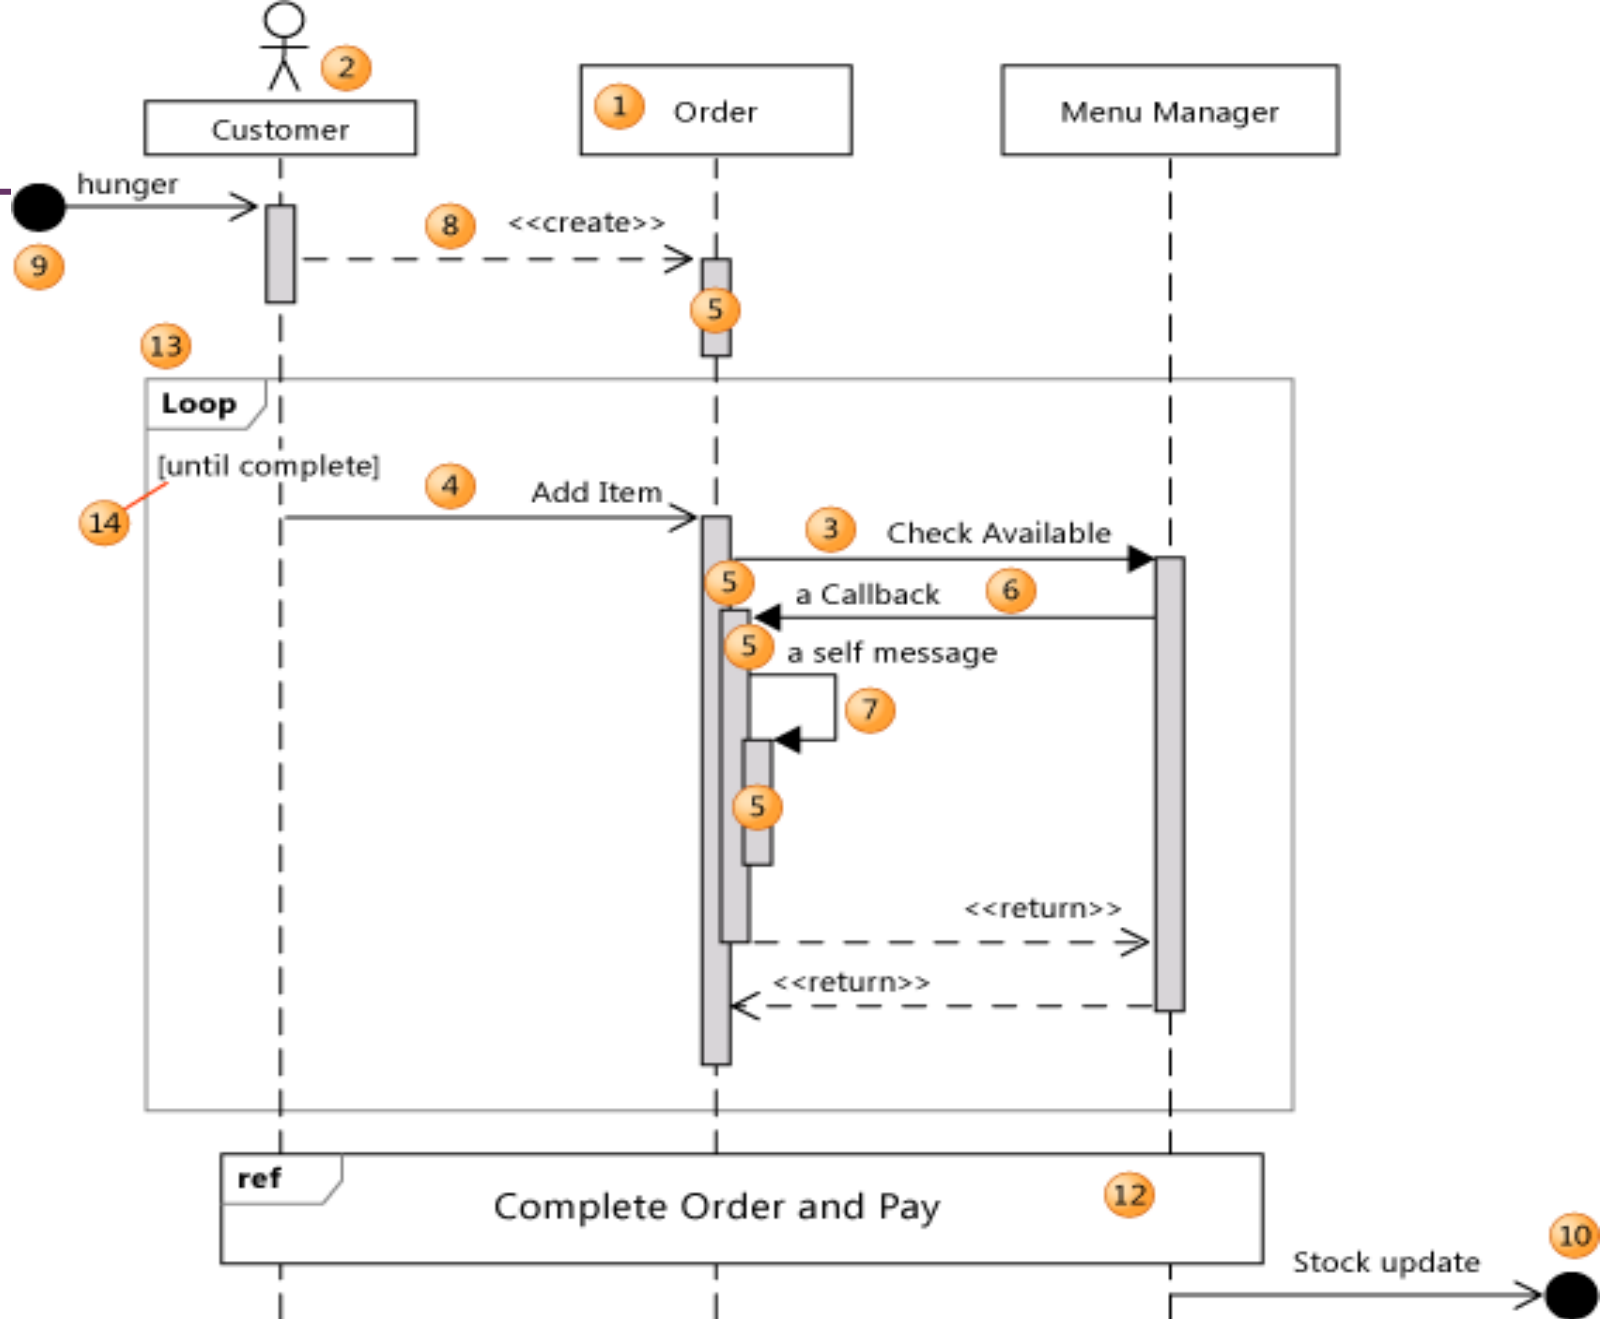 2
1
Order
Menu Manager
Customer
hunger
8
<<create>>
9
5
13
Loop
[until complete]
4
Add Item
14
3
Check Available
5
a Callback
6
5
a self message
7
5
<<return>>
<<return>>
ref
Complete Order and Pay
12
10
Stock update